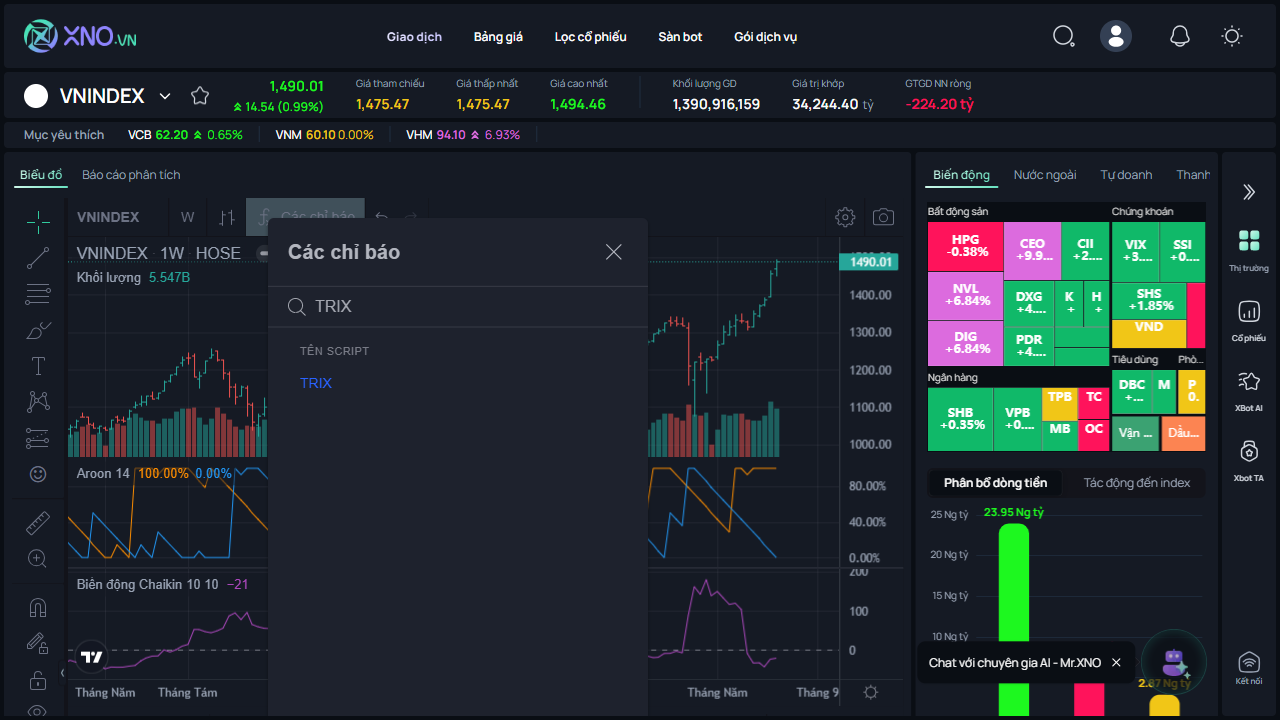 XNO.VN
Giao dịch
Bảng giá
Lọc cổ phiếu
Sàn bot
Gói dịch vụ
VNINDEX
1,490.01
14.54 (0.99%)
Giá tham chiếu
1,475.47
Giá thấp nhất
1,475.47
Giá cao nhất
1,494.46
Khối lượng GD
1,390,916,159
Giá trị khớp
34,244.40 tỷ
GTGD NN ròng
-224.20 tỷ
Mục yêu thích
VCB 62.20 0.65%
VNM 60.10 0.00%
VHM 94.10 6.93%
Biểu đồ
Báo cáo phân tích
VNINDEX
W
Các chỉ báo
VNINDEX · 1W · HOSE
Khối lượng 5.547B
Aroon 14 100.00% 0.00%
Biên động Chaikin 10 10 −21
Tháng Năm
Tháng Tám
Các chỉ báo
TRIX
TÊN SCRIPT
TRIX
1490.01
1400.00
1300.00
1200.00
1100.00
1000.00
80.00%
40.00%
0.00%
200
100
0
Tháng Năm
Tháng 9
Biến động
Nước ngoài
Tự doanh
Thanh
Bất động sản
HPG
-0.38%
CEO
+9.9...
CII
+2....
NVL
+6.84%
DXG
+4....
K
+
H
+
DIG
+6.84%
PDR
+4....
Chứng khoán
VIX
+3....
SSI
+0....
SHS
+1.85%
VND
Tiêu dùng
Phò...
DBC
+...
M
P
0.
Vận ...
Dầu...
Ngân hàng
SHB
+0.35%
VPB
+0....
TPB
TC
MB
OC
Phân bổ dòng tiền
Tác động đến index
25 Ng tỷ
23.95 Ng tỷ
20 Ng tỷ
15 Ng tỷ
10 Ng tỷ
2.87 Ng tỷ
Chat với chuyên gia AI - Mr.XNO
Thị trường
Cổ phiếu
XBot AI
Xbot TA
Kết nối